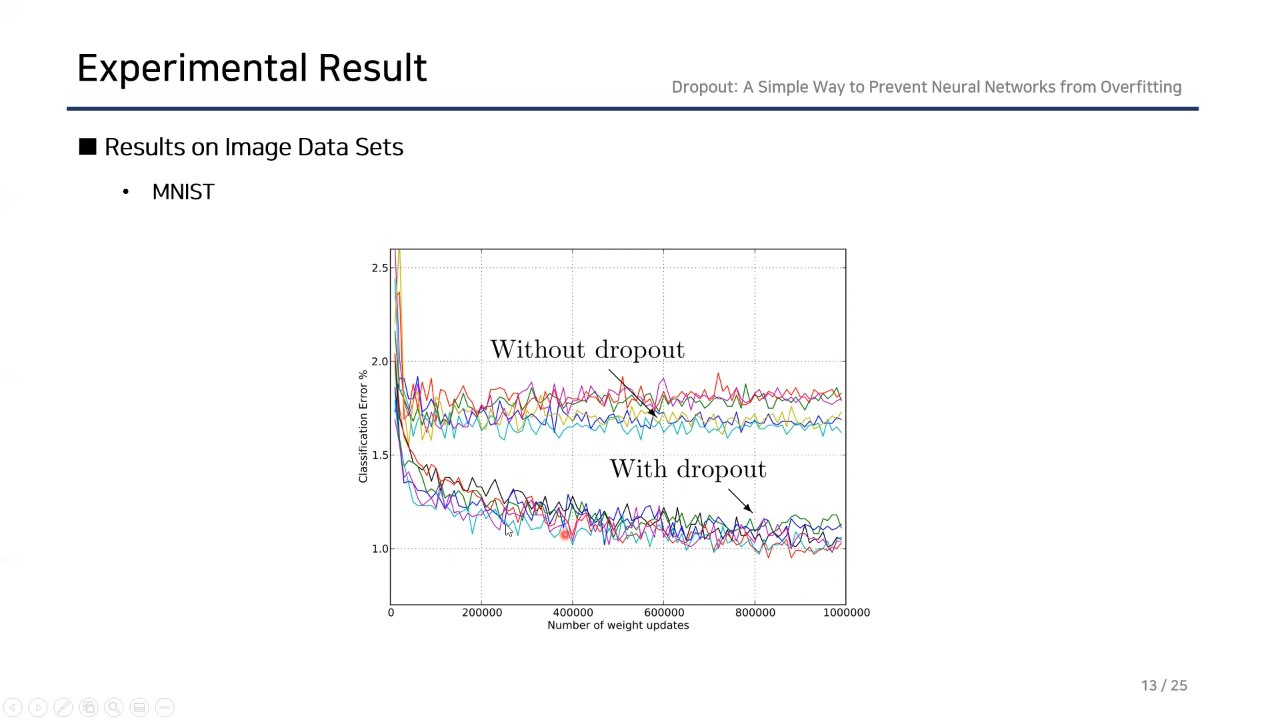 Experimental Result
Dropout: A Simple Way to Prevent Neural Networks from Overfitting
■ Results on Image Data Sets
• MNIST
2.5
2.0
1.5
1.0
Classification Error %
Without dropout
With dropout
0 200000 400000 600000 800000 1000000
Number of weight updates
13 / 25